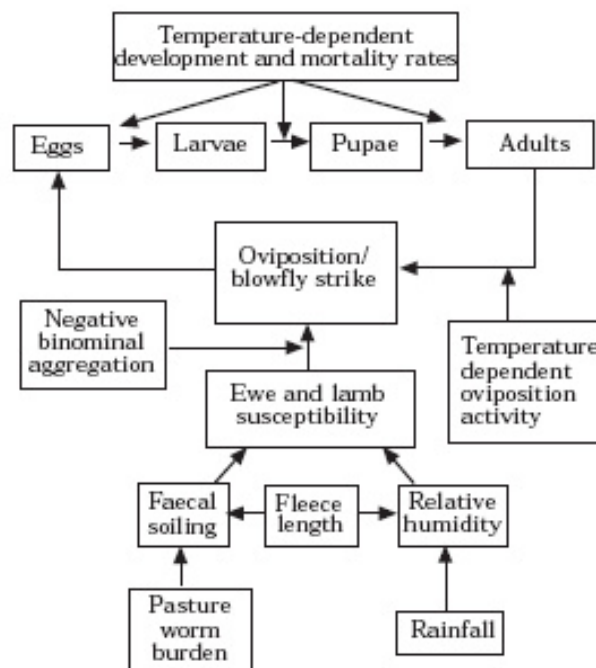 Temperature-dependent
development and mortality rates
Eggs
Larvae
Pupae
Adults
Oviposition/
blowfly strike
Negative
binominal
aggregation
Temperature
dependent
oviposition
activity
Ewe and lamb
susceptibility
Faecal
soiling
Fleece
length
Relative
humidity
Pasture
worm
burden
Rainfall